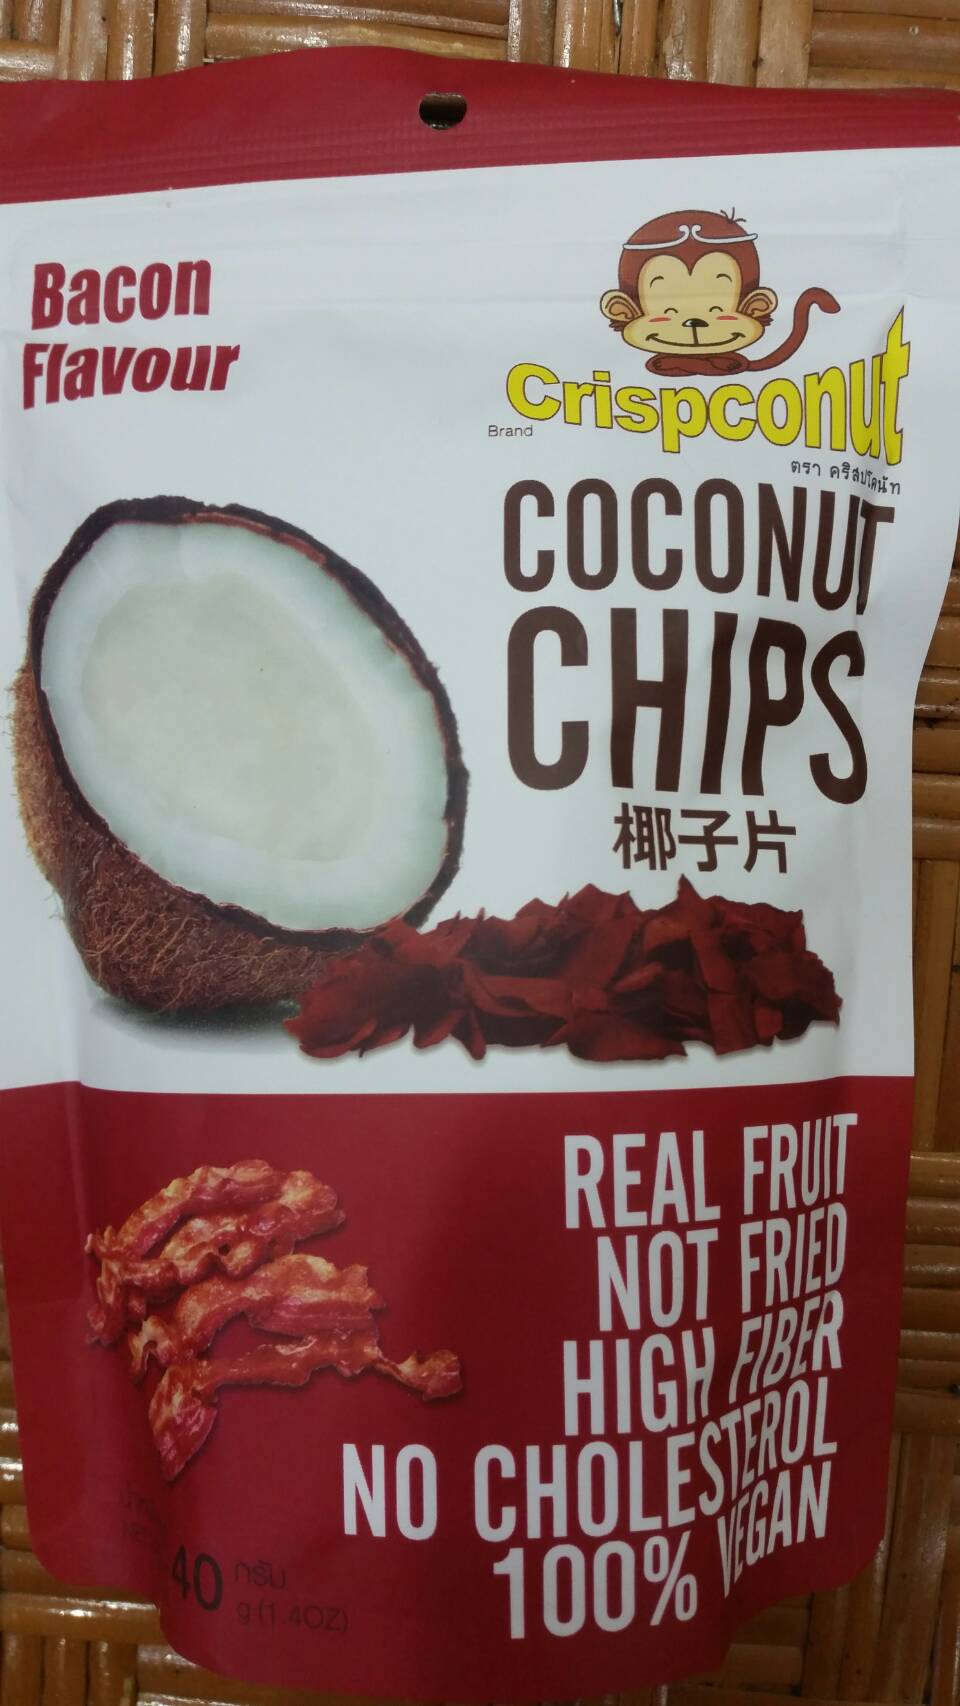 Bacon
Flavour
Crispconut
Brand
ตรา คริสปโคนัท
COCONUT
CHIPS
椰子片
REAL FRUIT
NOT FRIED
HIGH FIBER
NO CHOLESTEROL
100% VEGAN
40 กรัม
g (1.4OZ)